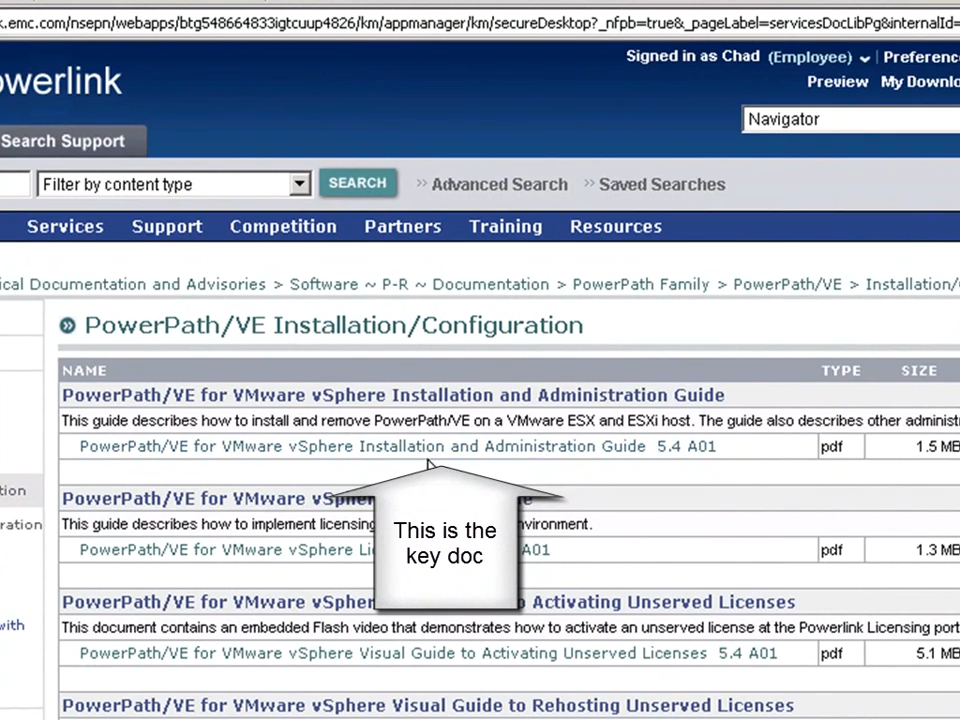 k.emc.com/nsepn/webapps/btg548664833igtcuup4826/km/appmanager/km/secureDesktop?_nfpb=true&_pageLabel=servicesDocLibPg&internalId=
Signed in as Chad (Employee) | Preference
owerlink
Preview My Downlo
Navigator
Search Support
Filter by content type SEARCH » Advanced Search » Saved Searches
Services Support Competition Partners Training Resources
ical Documentation and Advisories > Software ~ P-R ~ Documentation > PowerPath Family > PowerPath/VE > Installation/
PowerPath/VE Installation/Configuration
NAME TYPE SIZE
PowerPath/VE for VMware vSphere Installation and Administration Guide
This guide describes how to install and remove PowerPath/VE on a VMware ESX and ESXi host. The guide also describes other administ
PowerPath/VE for VMware vSphere Installation and Administration Guide 5.4 A01 pdf 1.5 MB
tion
PowerPath/VE for VMware vSphe e
ration
This guide describes how to implement licensing nvironment.
PowerPath/VE for VMware vSphere Li A01 pdf 1.3 MB
This is the
key doc
PowerPath/VE for VMware vSpher o Activating Unserved Licenses
with
This document contains an embedded Flash video that demonstrates how to activate an unserved license at the Powerlink Licensing port
PowerPath/VE for VMware vSphere Visual Guide to Activating Unserved Licenses 5.4 A01 pdf 5.1 MB
PowerPath/VE for VMware vSphere Visual Guide to Rehosting Unserved Licenses